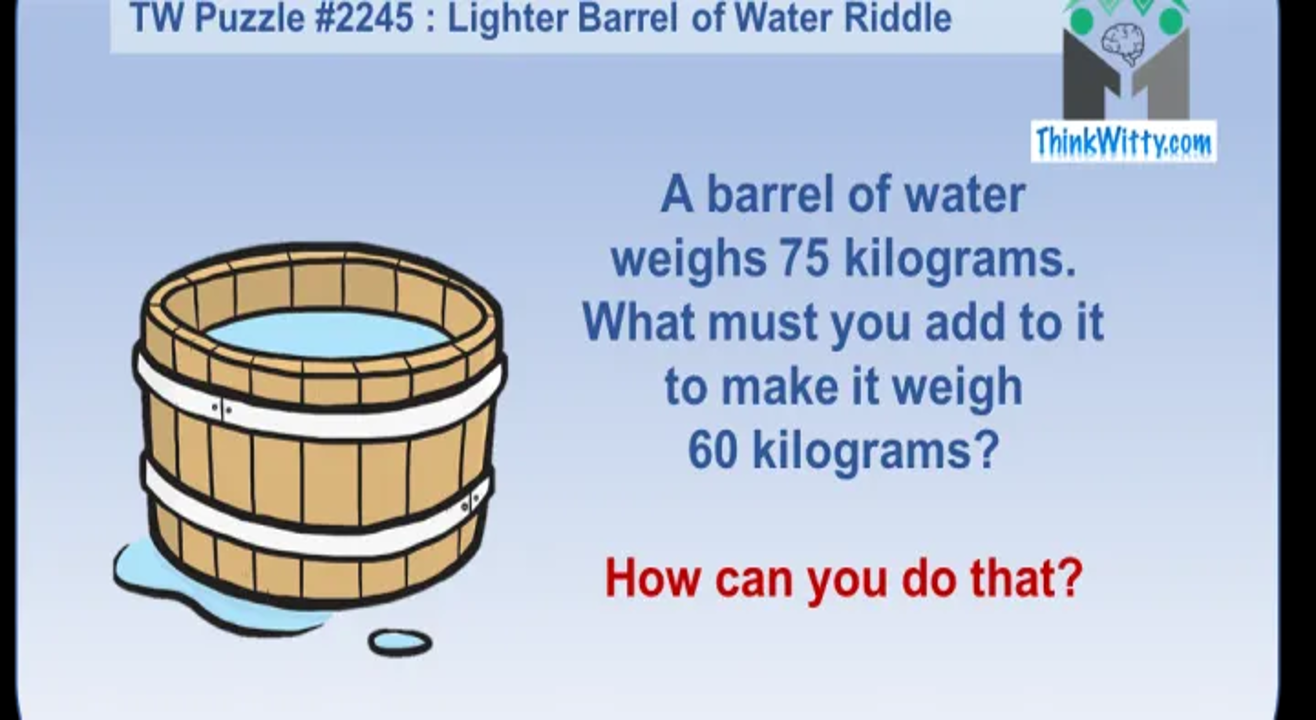 TW Puzzle #2245 : Lighter Barrel of Water Riddle
ThinkWitty.com
A barrel of water
weighs 75 kilograms.
What must you add to it
to make it weigh
60 kilograms?
How can you do that?